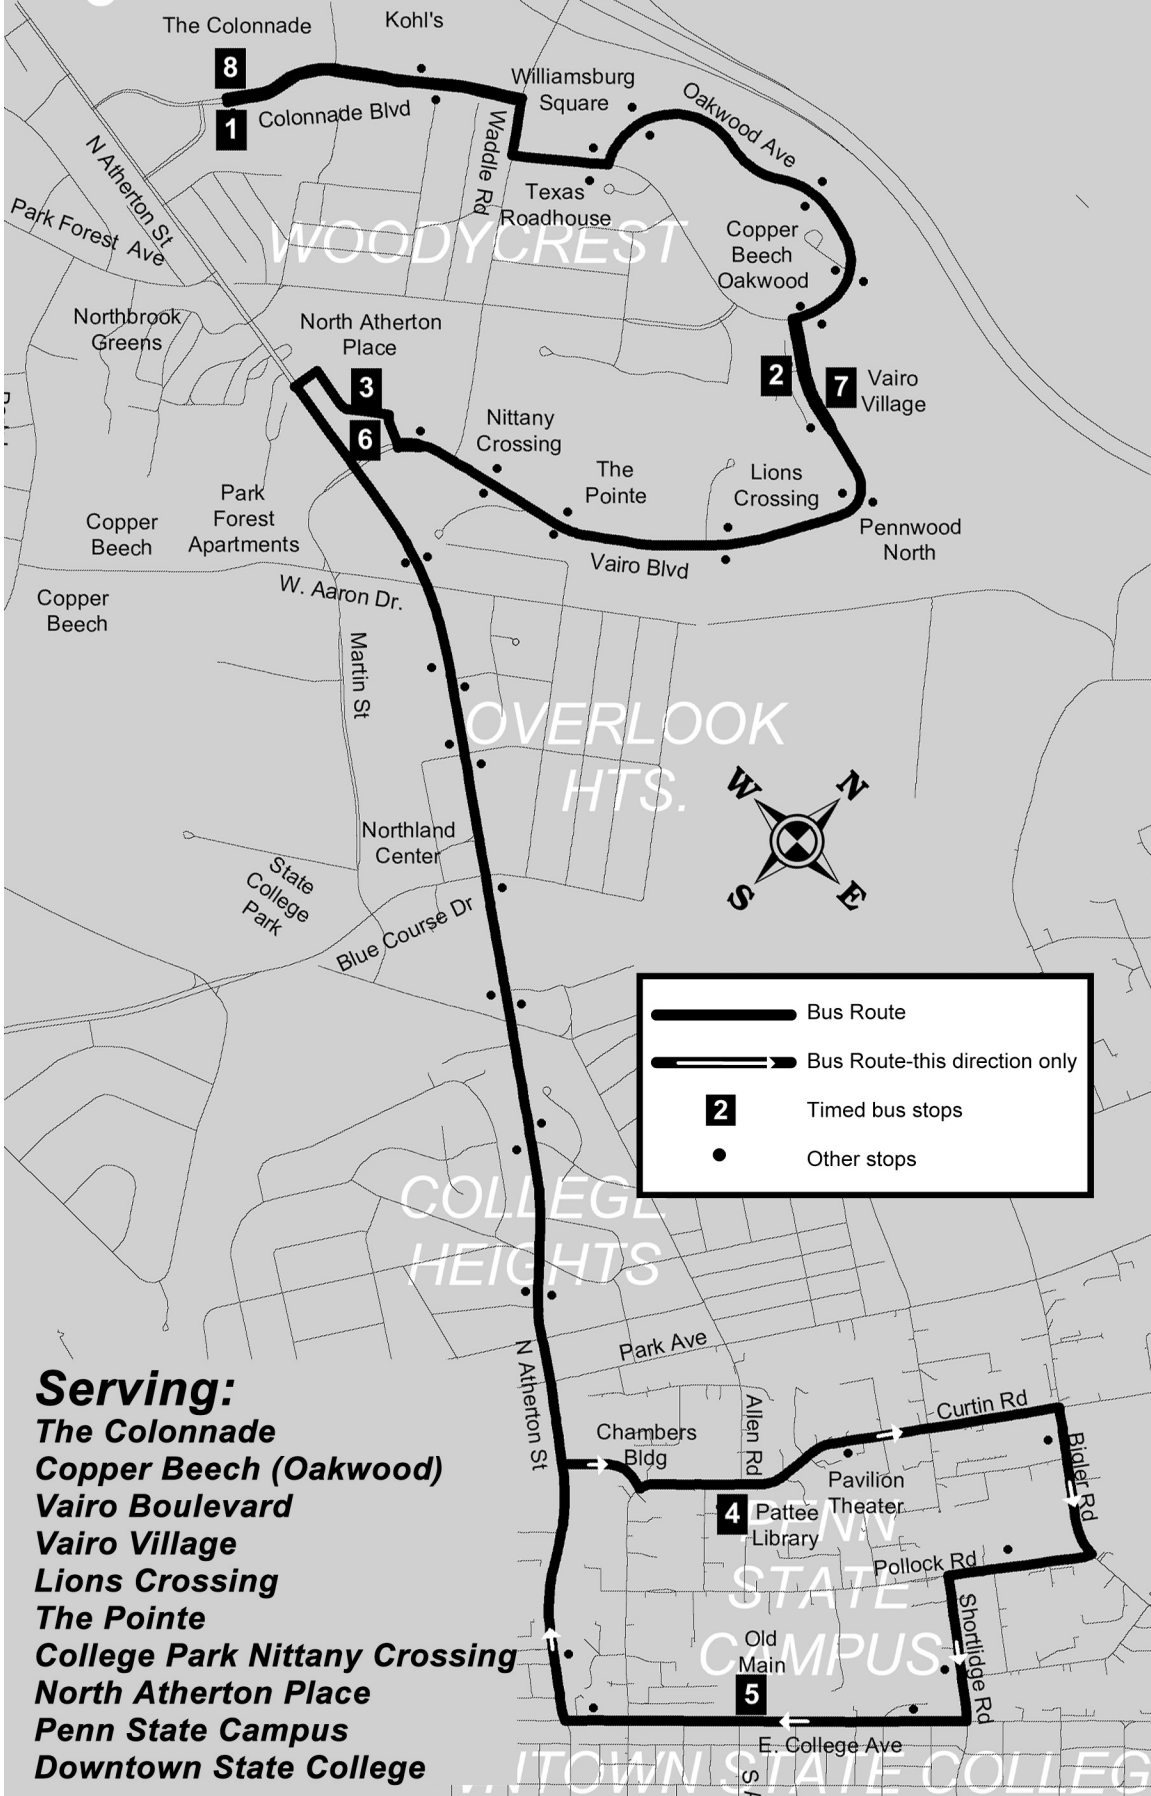 The Colonnade
Kohl's
8
1
Colonnade Blvd
Williamsburg
Square
Oakwood Ave
Waddle Rd
N Atherton St
Texas
Roadhouse
Park Forest Ave
WOODYCREST
Copper
Beech
Oakwood
Northbrook
Greens
North Atherton
Place
3
6
2
7
Vairo
Village
Nittany
Crossing
The
Pointe
Lions
Crossing
Park
Forest
Apartments
Copper
Beech
Pennwood
North
Vairo Blvd
W. Aaron Dr.
Copper
Beech
Martin St
OVERLOOK
HTS.
W
N
S
E
Northland
Center
State
College
Park
Blue Course Dr
Bus Route
Bus Route-this direction only
2
Timed bus stops
Other stops
COLLEGE
HEIGHTS
Park Ave
N Atherton St
Allen Rd
Curtin Rd
Chambers
Bldg
Bigler Rd
Pavilion
Theater
4
Pattee
Library
PENN
STATE
CAMPUS
Pollock Rd
Shortlidge Rd
Old
Main
5
E. College Ave
NTOWN STATE COLLEG
S
Serving:
The Colonnade
Copper Beech (Oakwood)
Vairo Boulevard
Vairo Village
Lions Crossing
The Pointe
College Park Nittany Crossing
North Atherton Place
Penn State Campus
Downtown State College